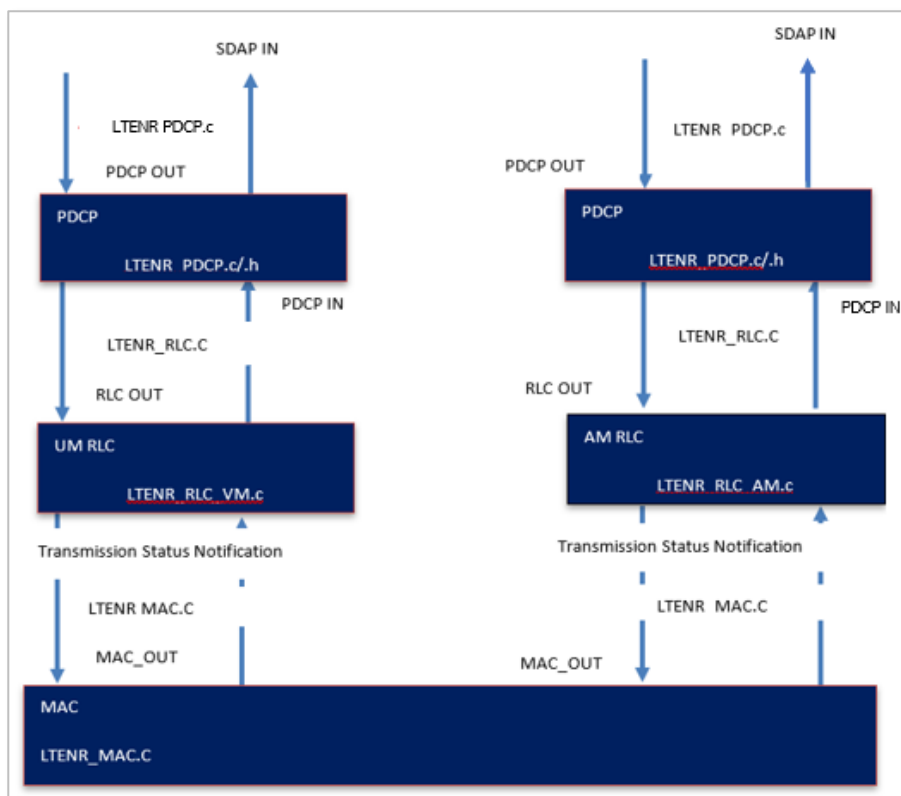 SDAP IN
LTENR PDCP.c
PDCP OUT
PDCP
LTENR PDCP.c/.h
PDCP IN
LTENR_RLC.C
RLC OUT
UM RLC
LTENR_RLC_VM.c
Transmission Status Notification
LTENR MAC.C
MAC_OUT
SDAP IN
LTENR PDCP.c
PDCP OUT
PDCP
LTENR_PDCP.c/.h
PDCP IN
LTENR_RLC.C
RLC OUT
AM RLC
LTENR_RLC AM.c
Transmission Status Notification
LTENR MAC.C
MAC_OUT
MAC
LTENR_MAC.C